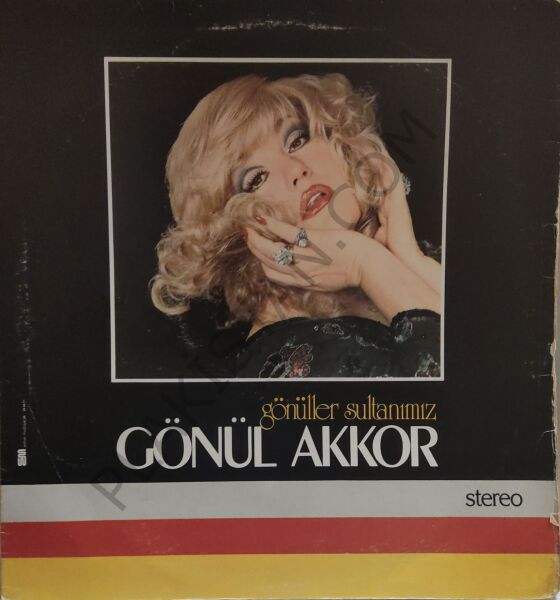 gönüller sultanımız
GÖNÜL AKKOR
stereo